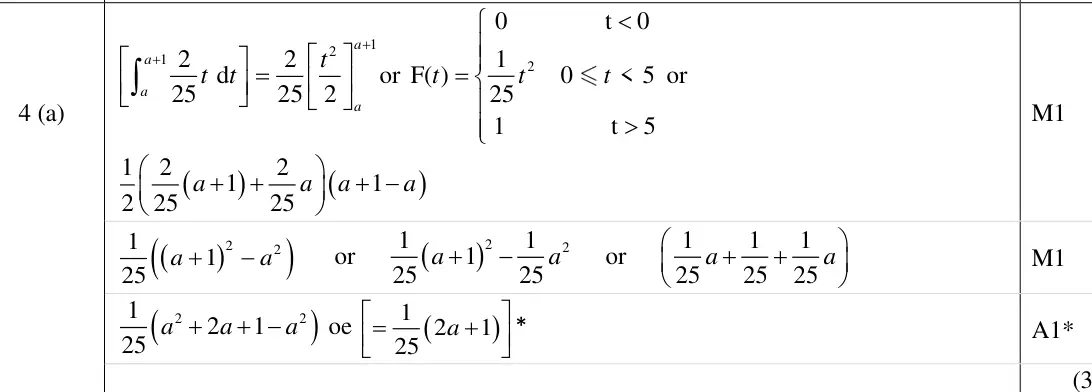 4 (a)
[∫_a^{a+1} 2/25 t dt] = 2/25 [t²/2]_a^{a+1} or F(t) = { 0 t < 0; 1/25 t² 0 ⩽ t < 5; 1 t > 5 or
M1
1/2 (2/25 (a+1) + 2/25 a)(a+1−a)
1/25 ((a+1)² − a²) or 1/25 (a+1)² − 1/25 a² or (1/25 a + 1/25 + 1/25 a)
M1
1/25 (a² + 2a + 1 − a²) oe [= 1/25 (2a+1)]*
A1*
(3